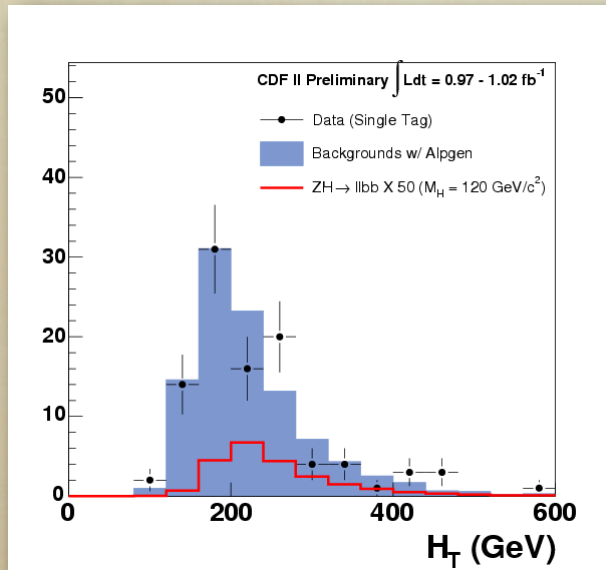 CDF II Preliminary ∫ Ldt = 0.97 - 1.02 fb⁻¹
Data (Single Tag)
Backgrounds w/ Alpgen
ZH→ llbb X 50 (M_H = 120 GeV/c²)
50
40
30
20
10
0
0 200 400 600
H_T (GeV)